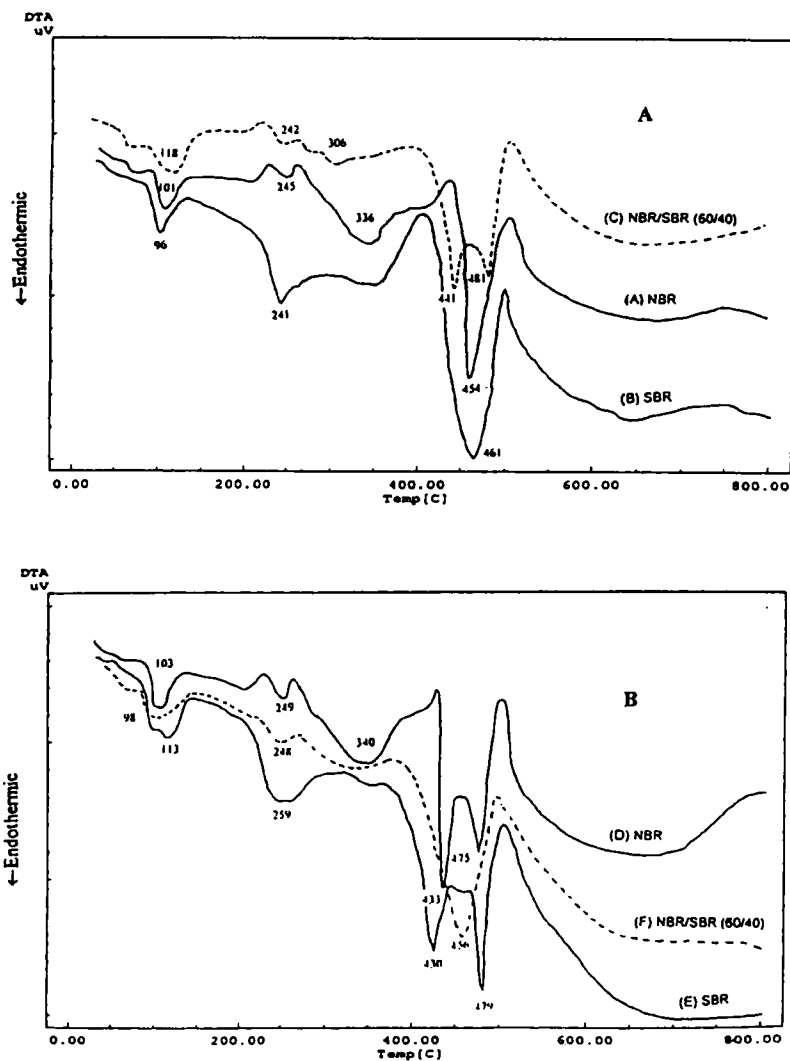 DTA
uV
A
118
242
306
101
245
336
96
241
441
481
454
461
(C) NBR/SBR (60/40)
(A) NBR
(B) SBR
←Endothermic
0.00 200.00 400.00 600.00 800.00
Temp[C]
DTA
uV
B
103
98
113
249
248
340
259
433
475
430
456
479
(D) NBR
(F) NBR/SBR (60/40)
(E) SBR
←Endothermic
0.00 200.00 400.00 600.00 800.00
Temp[C]